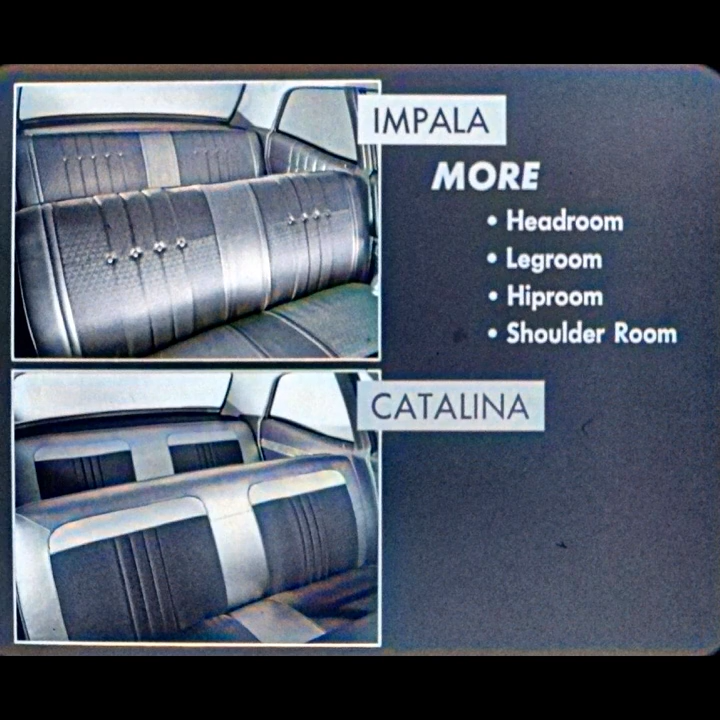 IMPALA
MORE
• Headroom
• Legroom
• Hiproom
• Shoulder Room
CATALINA